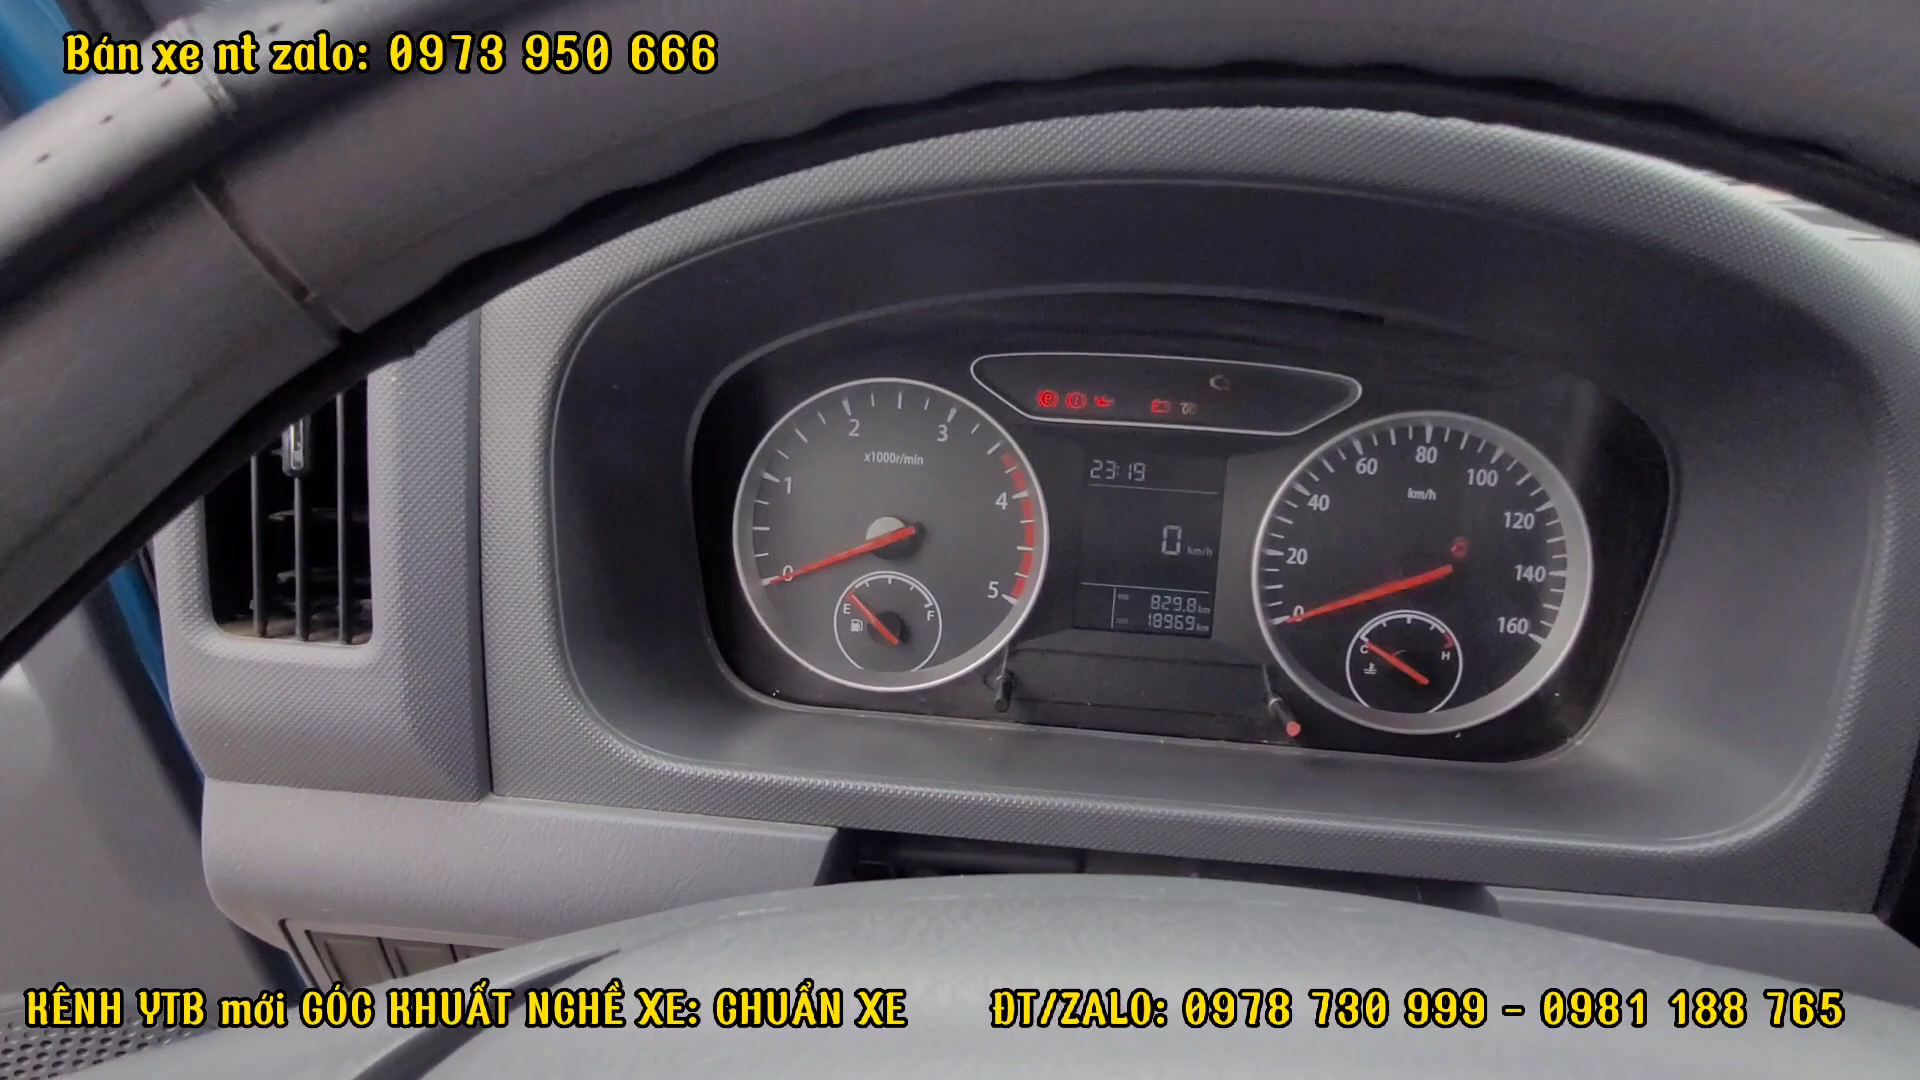 Bán xe nt zalo: 0973 950 666
2 3
x1000r/min
1 4
0 5
E F
23:19
0 km/h
829.8 km
18969 km
60 80 100
km/h
40 120
20 140
0 160
C H
KÊNH YTB mới GÓC KHUẤT NGHỀ XE: CHUẨN XE ĐT/ZALO: 0978 730 999 - 0981 188 765